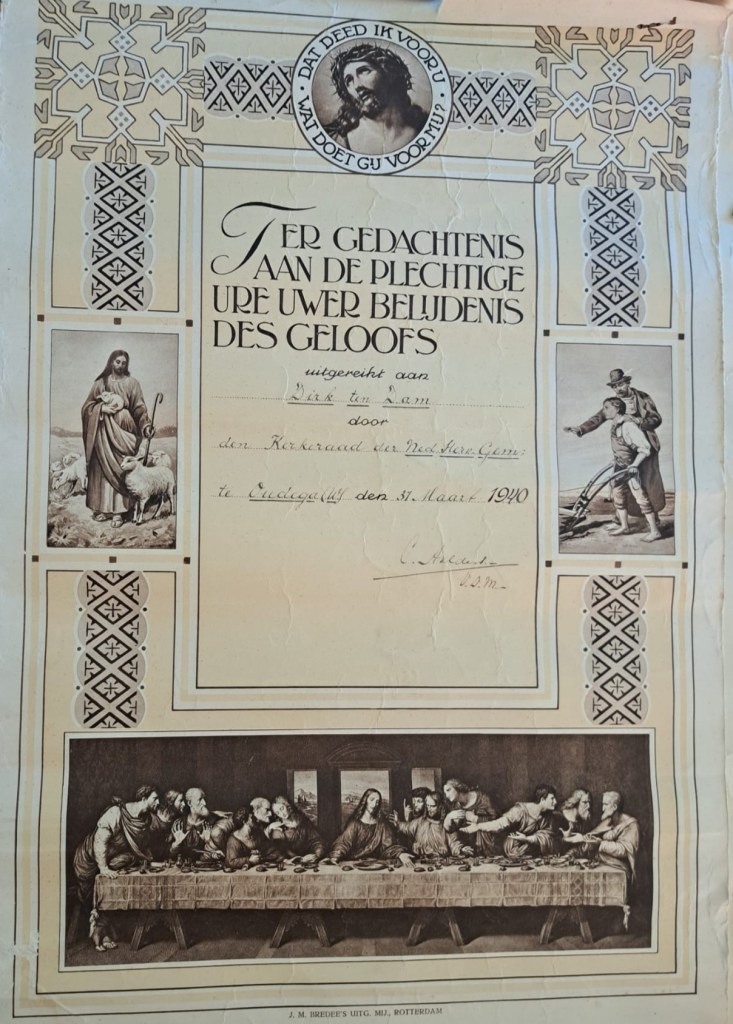 DAT DEED IK VOOR U
WAT DOET GIJ VOOR MIJ?
TER GEDACHTENIS
AAN DE PLECHTIGE
URE UWER BELIJDENIS
DES GELOOFS
uitgereikt aan
Dirk ten Dam
door
den Kerkeraad der Ned. Herv. Gem:
te Oudega (W) den 31 Maart 1940
C.
V.D.M.
J. M. BREDEE'S UITG. MIJ., ROTTERDAM